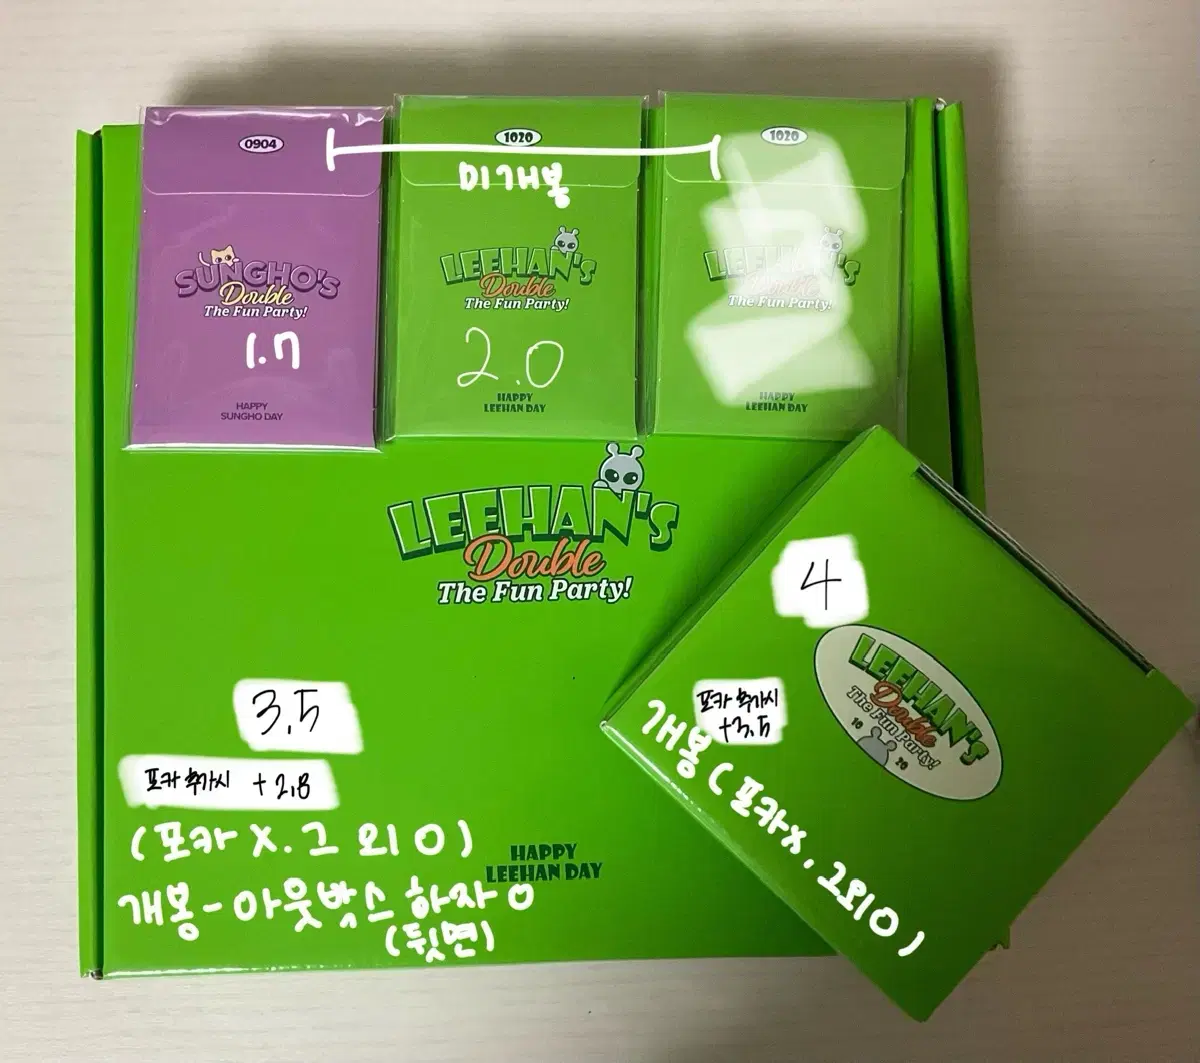 0904
1020
1020
미개봉
SUNGHO's
Double
The Fun Party!
1.7
HAPPY
SUNGHO DAY
LEEHAN's
Double
The Fun Party!
2.0
HAPPY
LEEHAN DAY
LEEHAN's
Double
The Fun Party!
HAPPY
LEEHAN DAY
LEEHAN's
Double
The Fun Party!
3.5
포카 추가시 +2.8
(포카 X. 그 외 O)
개봉-아웃박스 하자 O
(뒷면)
HAPPY
LEEHAN DAY
4
LEEHAN's
Double
The Fun Party!
10
20
포카 추가시
+3.5
개봉 (포카X. 그외O)